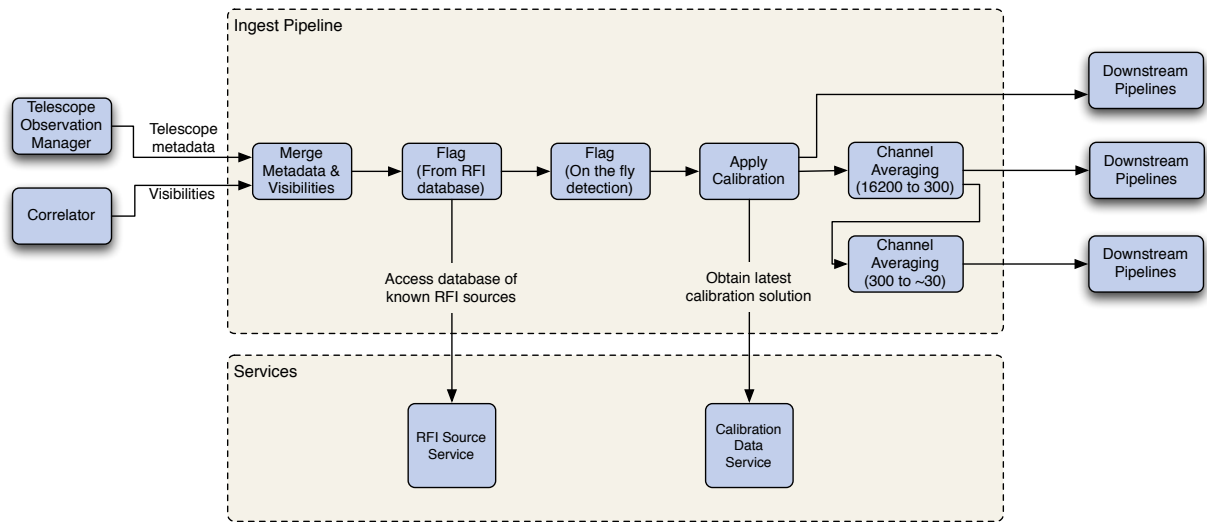 Ingest Pipeline
Telescope
Observation
Manager
Telescope
metadata
Correlator
Visibilities
Merge
Metadata &
Visibilities
Flag
(From RFI
database)
Flag
(On the fly
detection)
Apply
Calibration
Channel
Averaging
(16200 to 300)
Channel
Averaging
(300 to ~30)
Downstream
Pipelines
Downstream
Pipelines
Downstream
Pipelines
Access database of
known RFI sources
Obtain latest
calibration solution
Services
RFI Source
Service
Calibration
Data
Service